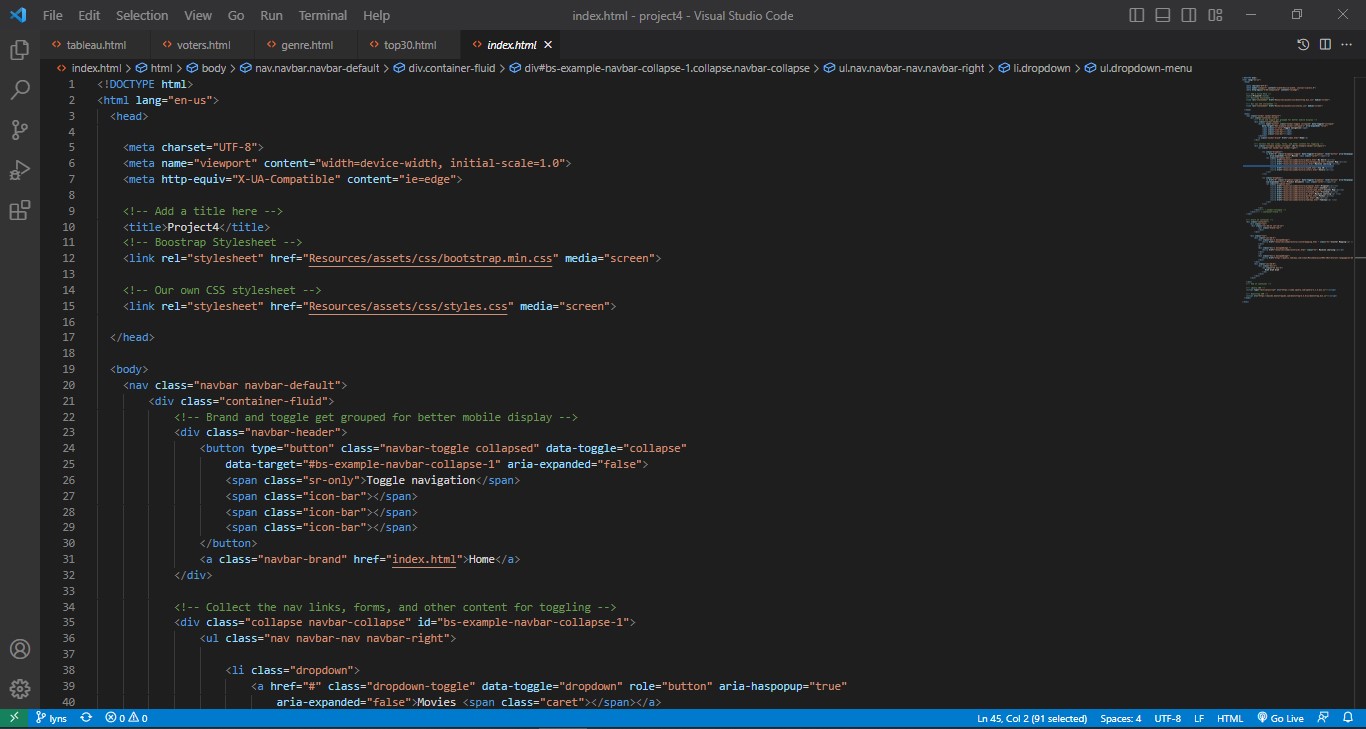 File Edit Selection View Go Run Terminal Help
index.html - project4 - Visual Studio Code
tableau.html voters.html genre.html top30.html index.html
index.html > html > body > nav.navbar.navbar-default > div.container-fluid > div#bs-example-navbar-collapse-1.collapse.navbar-collapse > ul.nav.navbar-nav.navbar-right > li.dropdown > ul.dropdown-menu
1 <!DOCTYPE html>
2 <html lang="en-us">
3 <head>
4
5 <meta charset="UTF-8">
6 <meta name="viewport" content="width=device-width, initial-scale=1.0">
7 <meta http-equiv="X-UA-Compatible" content="ie=edge">
8
9 <!-- Add a title here -->
10 <title>Project4</title>
11 <!-- Boostrap Stylesheet -->
12 <link rel="stylesheet" href="Resources/assets/css/bootstrap.min.css" media="screen">
13
14 <!-- Our own CSS stylesheet -->
15 <link rel="stylesheet" href="Resources/assets/css/styles.css" media="screen">
16
17 </head>
18
19 <body>
20 <nav class="navbar navbar-default">
21 <div class="container-fluid">
22 <!-- Brand and toggle get grouped for better mobile display -->
23 <div class="navbar-header">
24 <button type="button" class="navbar-toggle collapsed" data-toggle="collapse"
25 data-target="#bs-example-navbar-collapse-1" aria-expanded="false">
26 <span class="sr-only">Toggle navigation</span>
27 <span class="icon-bar"></span>
28 <span class="icon-bar"></span>
29 <span class="icon-bar"></span>
30 </button>
31 <a class="navbar-brand" href="index.html">Home</a>
32 </div>
33
34 <!-- Collect the nav links, forms, and other content for toggling -->
35 <div class="collapse navbar-collapse" id="bs-example-navbar-collapse-1">
36 <ul class="nav navbar-nav navbar-right">
37
38 <li class="dropdown">
39 <a href="#" class="dropdown-toggle" data-toggle="dropdown" role="button" aria-haspopup="true"
40 aria-expanded="false">Movies <span class="caret"></span></a>
lyns 0 0 Ln 45, Col 2 (91 selected) Spaces: 4 UTF-8 LF HTML Go Live